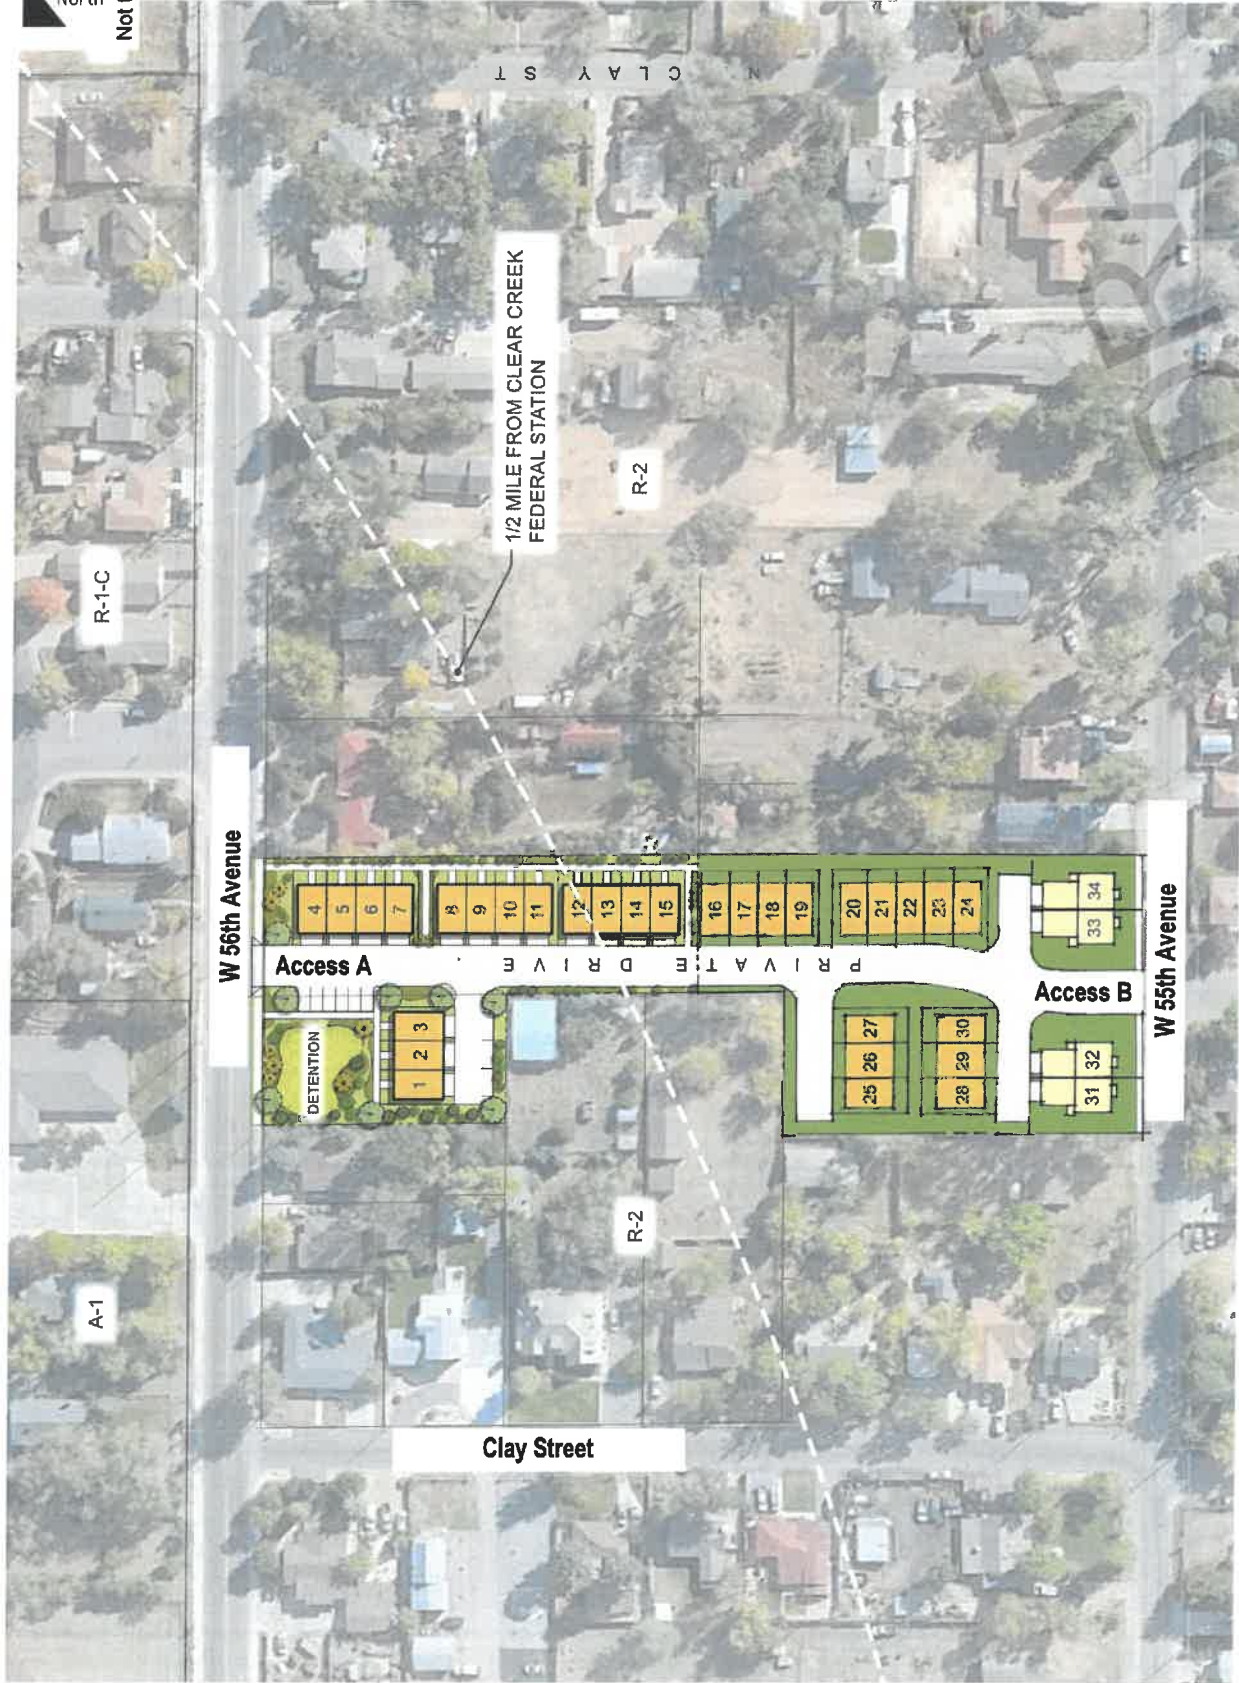 North
Not
N CLAY ST
R-1-C
1/2 MILE FROM CLEAR CREEK
FEDERAL STATION
R-2
W 56th Avenue
Access A
4
5
6
7
8
9
10
11
12
13
14
15
16
17
18
19
20
21
22
23
24
PRIVATE DRIVE
DETENTION
1
2
3
25 26 27
28 29 30
33 34
31 32
Access B
W 55th Avenue
R-2
A-1
Clay Street